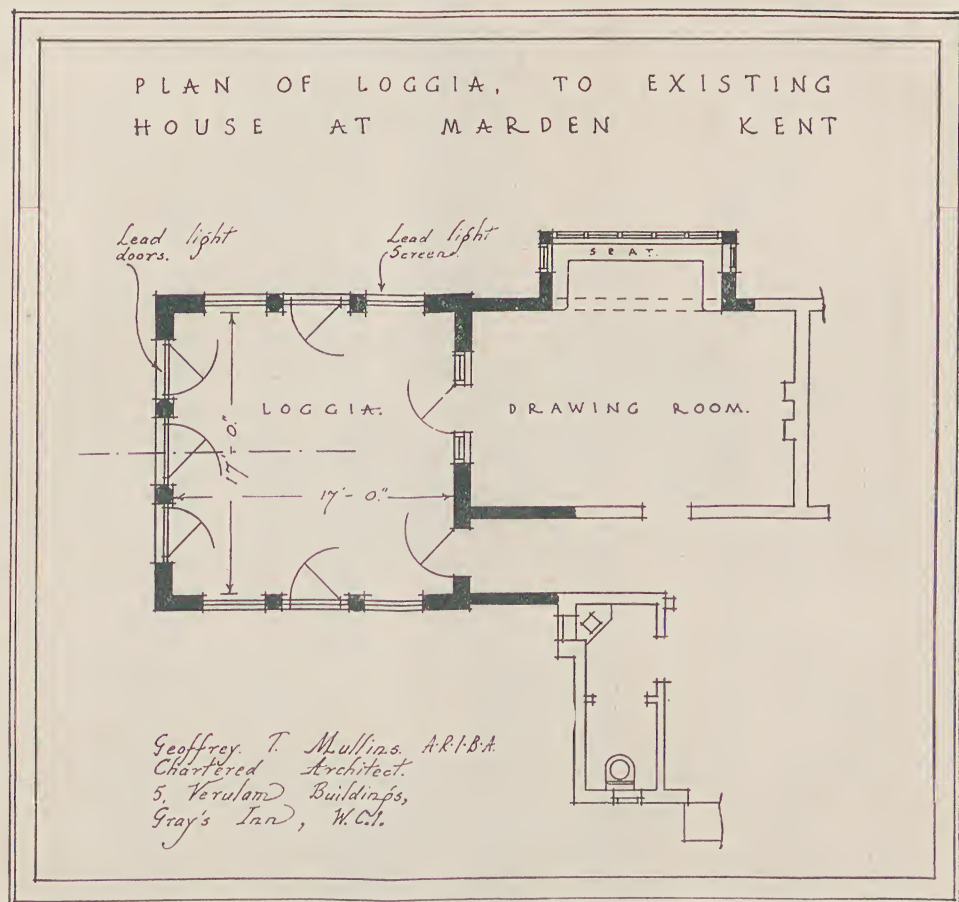 PLAN OF LOGGIA, TO EXISTING
HOUSE AT MARDEN KENT
Lead light
doors.
Lead light
Screen.
SEAT.
LOGGIA.
DRAWING ROOM.
17'-0."
17'-0."
Geoffrey. T. Mullins. A.R.I.B.A.
Chartered Architect.
5, Verulam Buildings,
Gray's Inn, W.C.1.